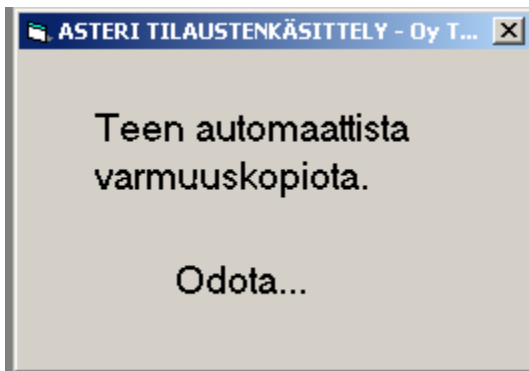 ASTERI TILAUSTENKÄSITTELY - Oy T...
Teen automaattista
varmuuskopiota.
Odota...